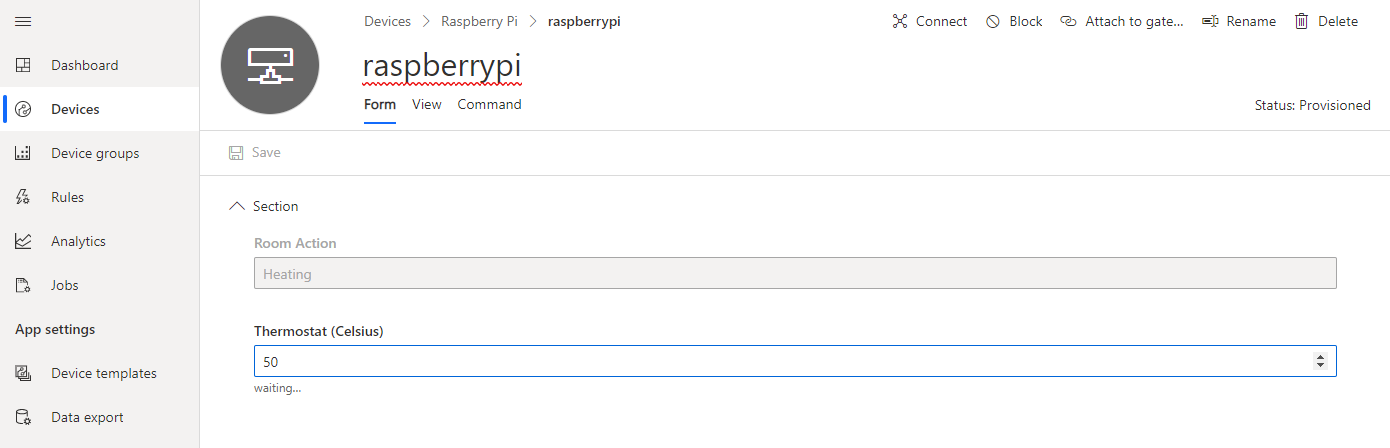 Devices > Raspberry Pi > raspberrypi
Connect
Block
Attach to gate...
Rename
Delete
raspberrypi
Form
View
Command
Status: Provisioned
Dashboard
Devices
Device groups
Rules
Analytics
Jobs
App settings
Device templates
Data export
Save
Section
Room Action
Heating
Thermostat (Celsius)
50
waiting...